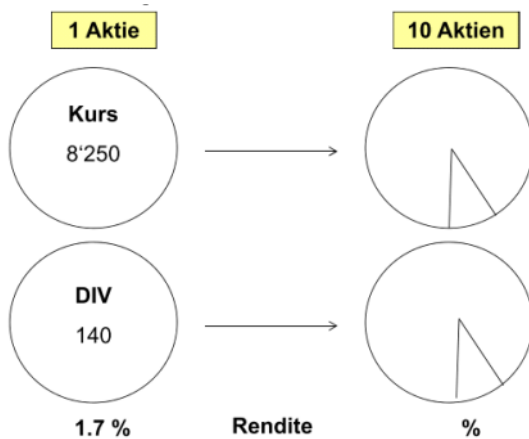 1 Aktie
10 Aktien
Kurs
8‘250
DIV
140
1.7 %
Rendite
%